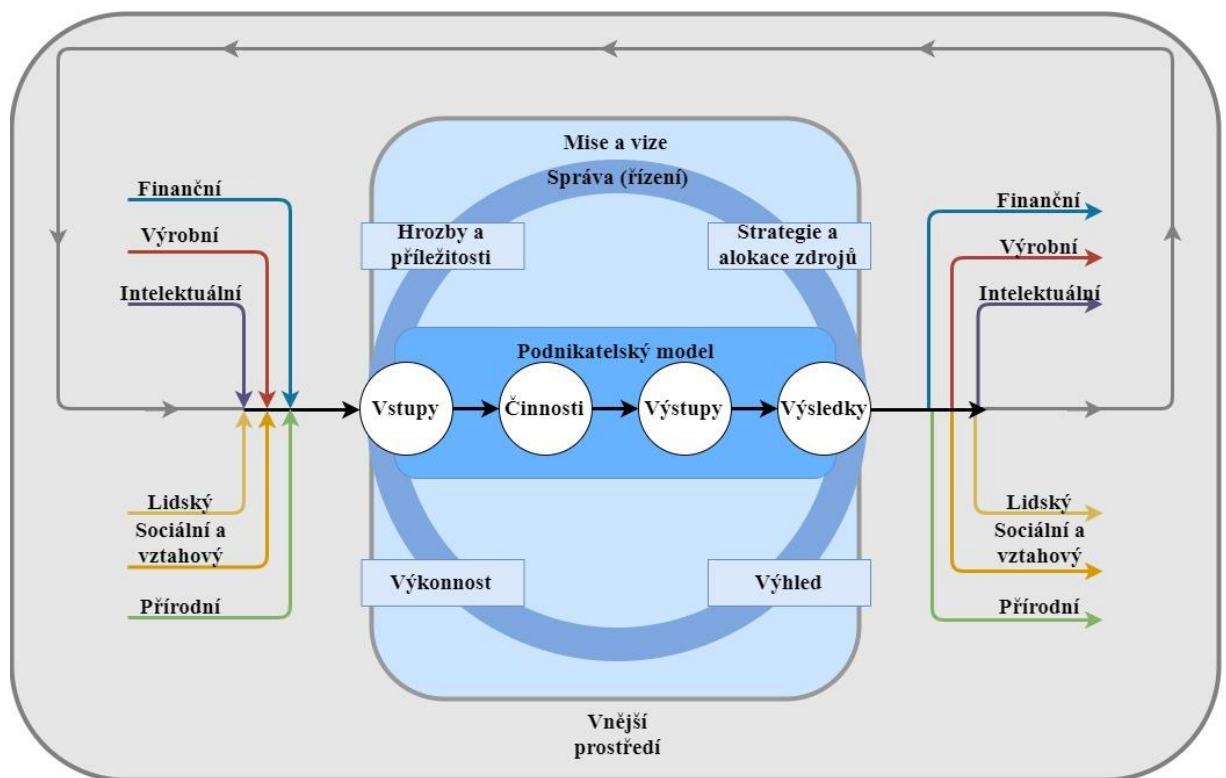 Mise a vize
Správa (řízení)
Finanční
Výrobní
Intelektuální
Hrozby a
příležitosti
Strategie a
alokace zdrojů
Finanční
Výrobní
Intelektuální
Podnikatelský model
Vstupy
Činnosti
Výstupy
Výsledky
Lidský
Sociální a
vztahový
Přírodní
Výkonnost
Výhled
Lidský
Sociální a
vztahový
Přírodní
Vnější
prostředí